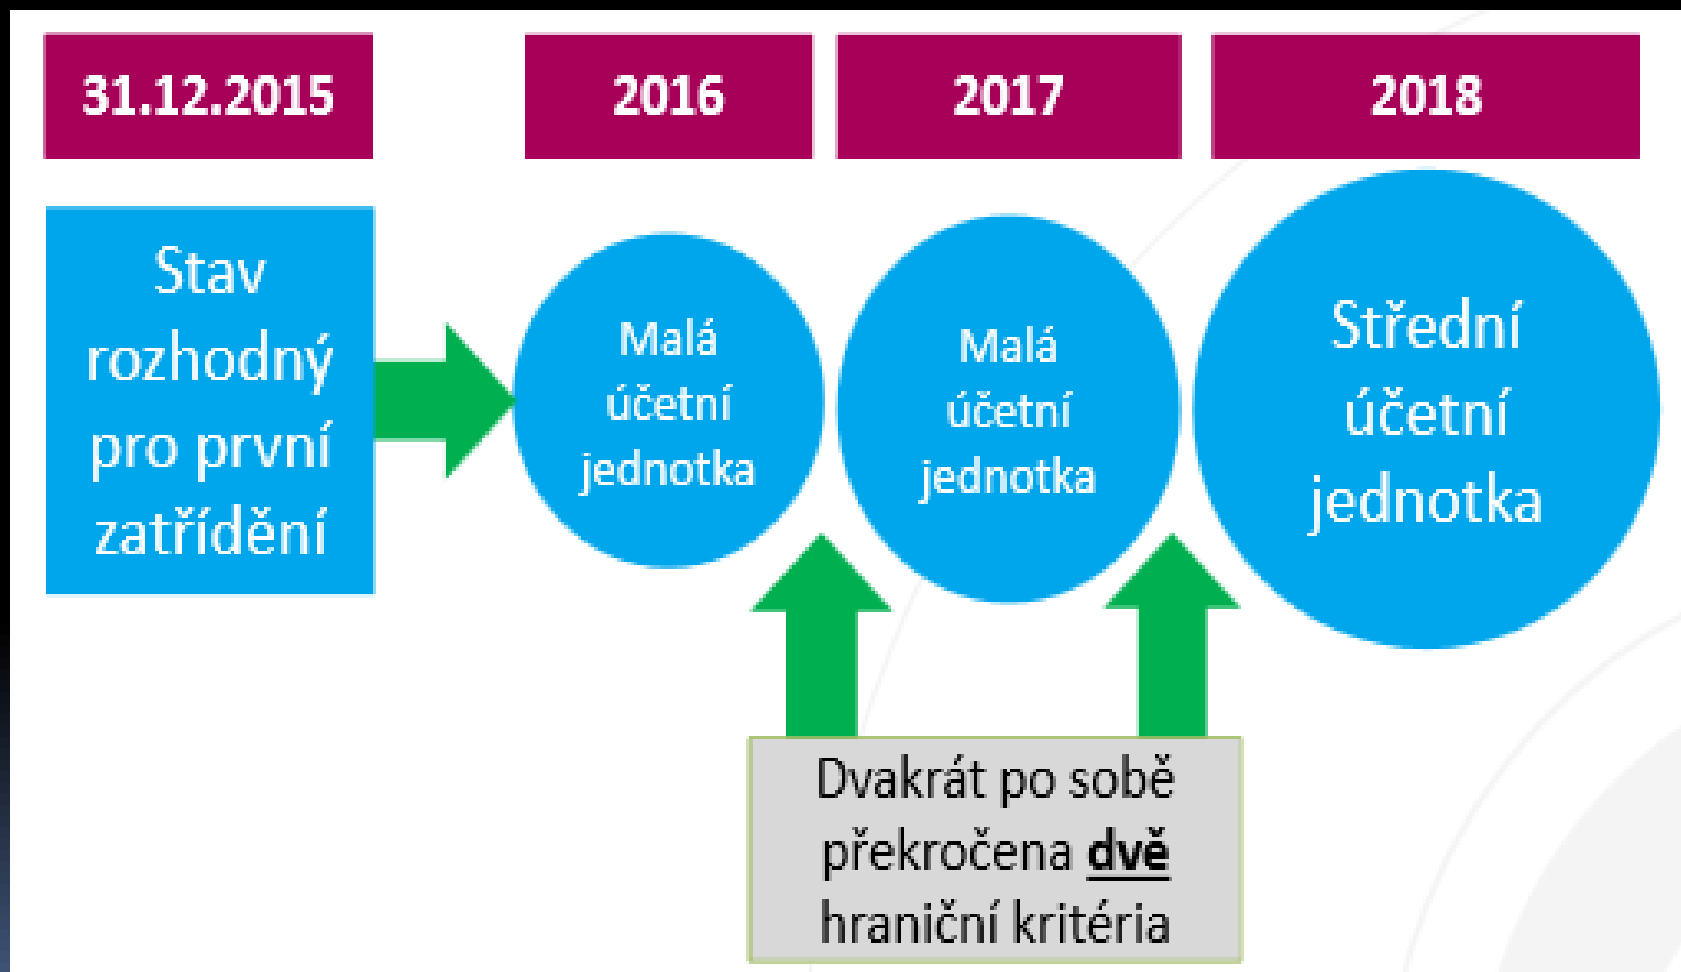 31.12.2015
2016
2017
2018
Stav
rozhodný
pro první
zatřídění
Malá
účetní
jednotka
Malá
účetní
jednotka
Střední
účetní
jednotka
Dvakrát po sobě
překročena dvě
hraniční kritéria